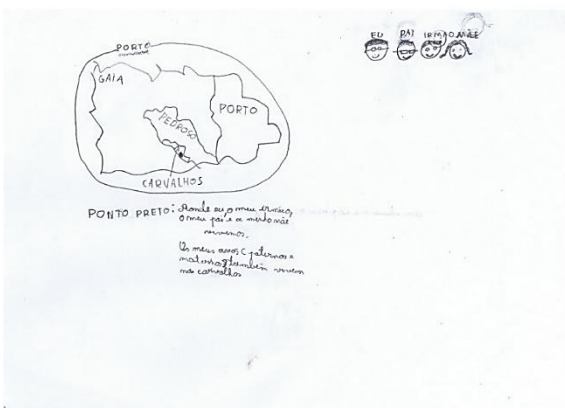 EU PAI IRMÃO MÃE
PORTO
GAIA
PORTO
PEDROSO
CARVALHOS
PONTO PRETO: Aonde eu, o meu irmão,
o meu pai e a minha mãe
vivemos.
Os meus avós (paternos e
maternos) também vivem
nos carvalhos